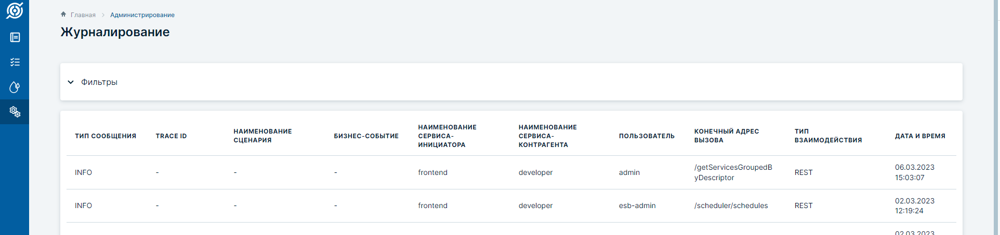 Главная > Администрирование
Журналирование
Фильтры
ТИП СООБЩЕНИЯ
TRACE ID
НАИМЕНОВАНИЕ
СЦЕНАРИЯ
БИЗНЕС-СОБЫТИЕ
НАИМЕНОВАНИЕ
СЕРВИСА-
ИНИЦИАТОРА
НАИМЕНОВАНИЕ
СЕРВИСА-
КОНТРАГЕНТА
ПОЛЬЗОВАТЕЛЬ
КОНЕЧНЫЙ АДРЕС
ВЫЗОВА
ТИП
ВЗАИМОДЕЙСТВИЯ
ДАТА И ВРЕМЯ
INFO
-
-
-
frontend
developer
admin
/getServicesGroupedB
yDescriptor
REST
06.03.2023
15:03:07
INFO
-
-
-
frontend
developer
esb-admin
/scheduler/schedules
REST
02.03.2023
12:19:24
02.03.2023